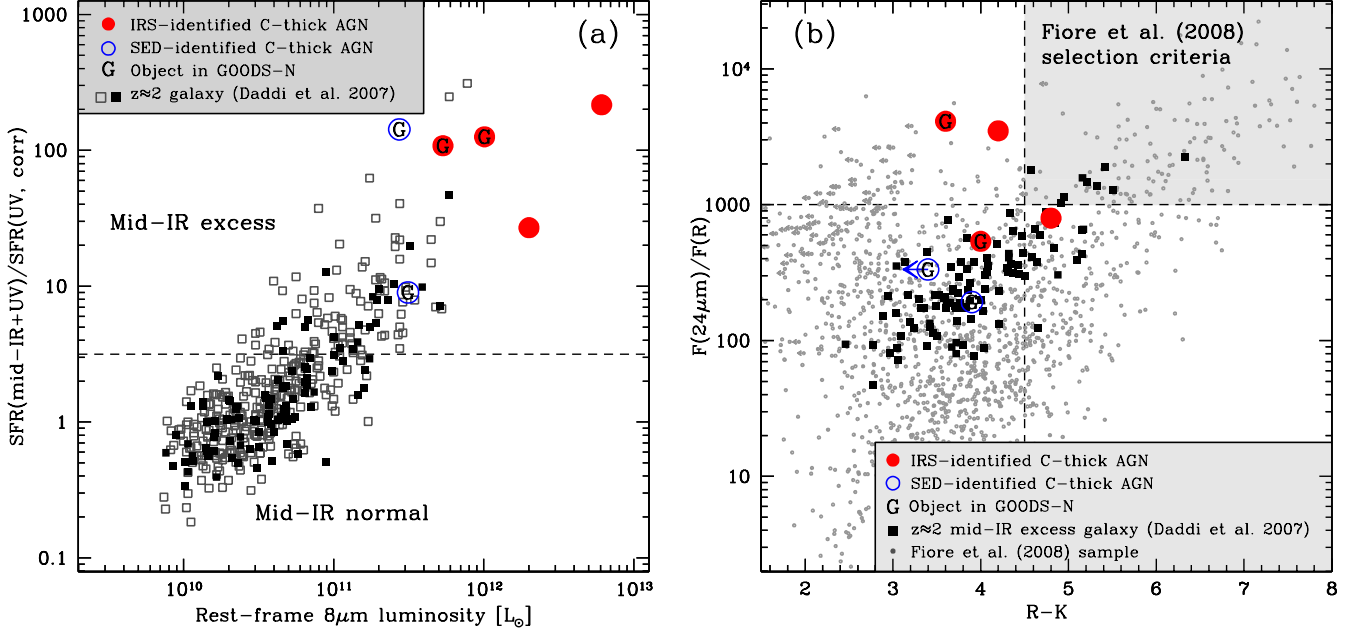 (a)
IRS-identified C-thick AGN
SED-identified C-thick AGN
G Object in GOODS-N
z≈2 galaxy (Daddi et al. 2007)
Mid-IR excess
Mid-IR normal
G
G
G
G
1000
100
10
1
0.1
SFR(mid-IR+UV)/SFR(UV, corr)
10^10
10^11
10^12
10^13
Rest-frame 8μm luminosity [L⊙]
(b)
Fiore et al. (2008)
selection criteria
G
G
G
G
IRS-identified C-thick AGN
SED-identified C-thick AGN
G Object in GOODS-N
z≈2 mid-IR excess galaxy (Daddi et al. 2007)
Fiore et al. (2008) sample
10^4
1000
100
10
F(24μm)/F(R)
2
3
4
5
6
7
8
R-K